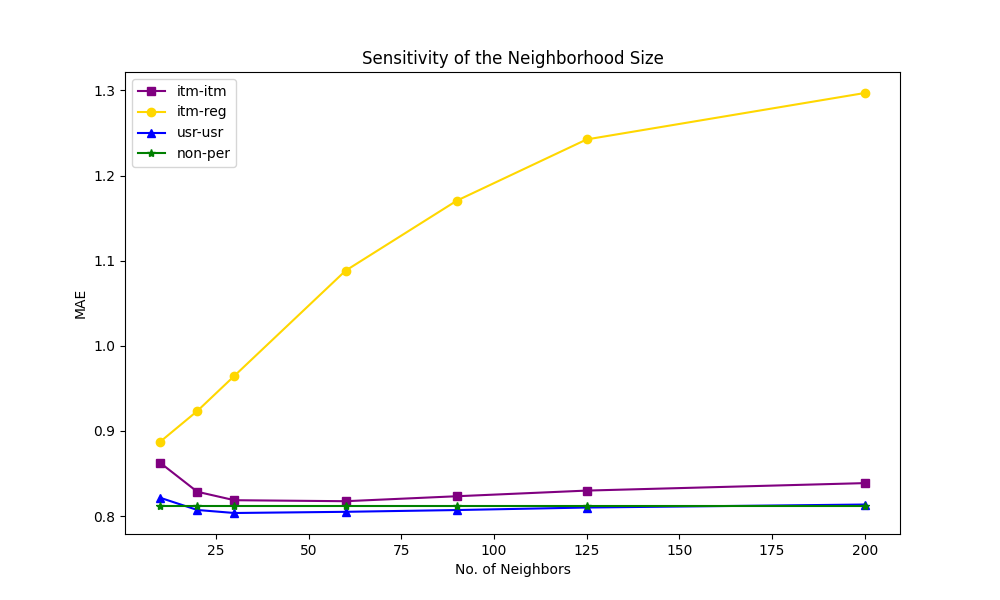 Sensitivity of the Neighborhood Size
itm-itm
itm-reg
usr-usr
non-per
1.3
1.2
1.1
1.0
0.9
0.8
MAE
25 50 75 100 125 150 175 200
No. of Neighbors